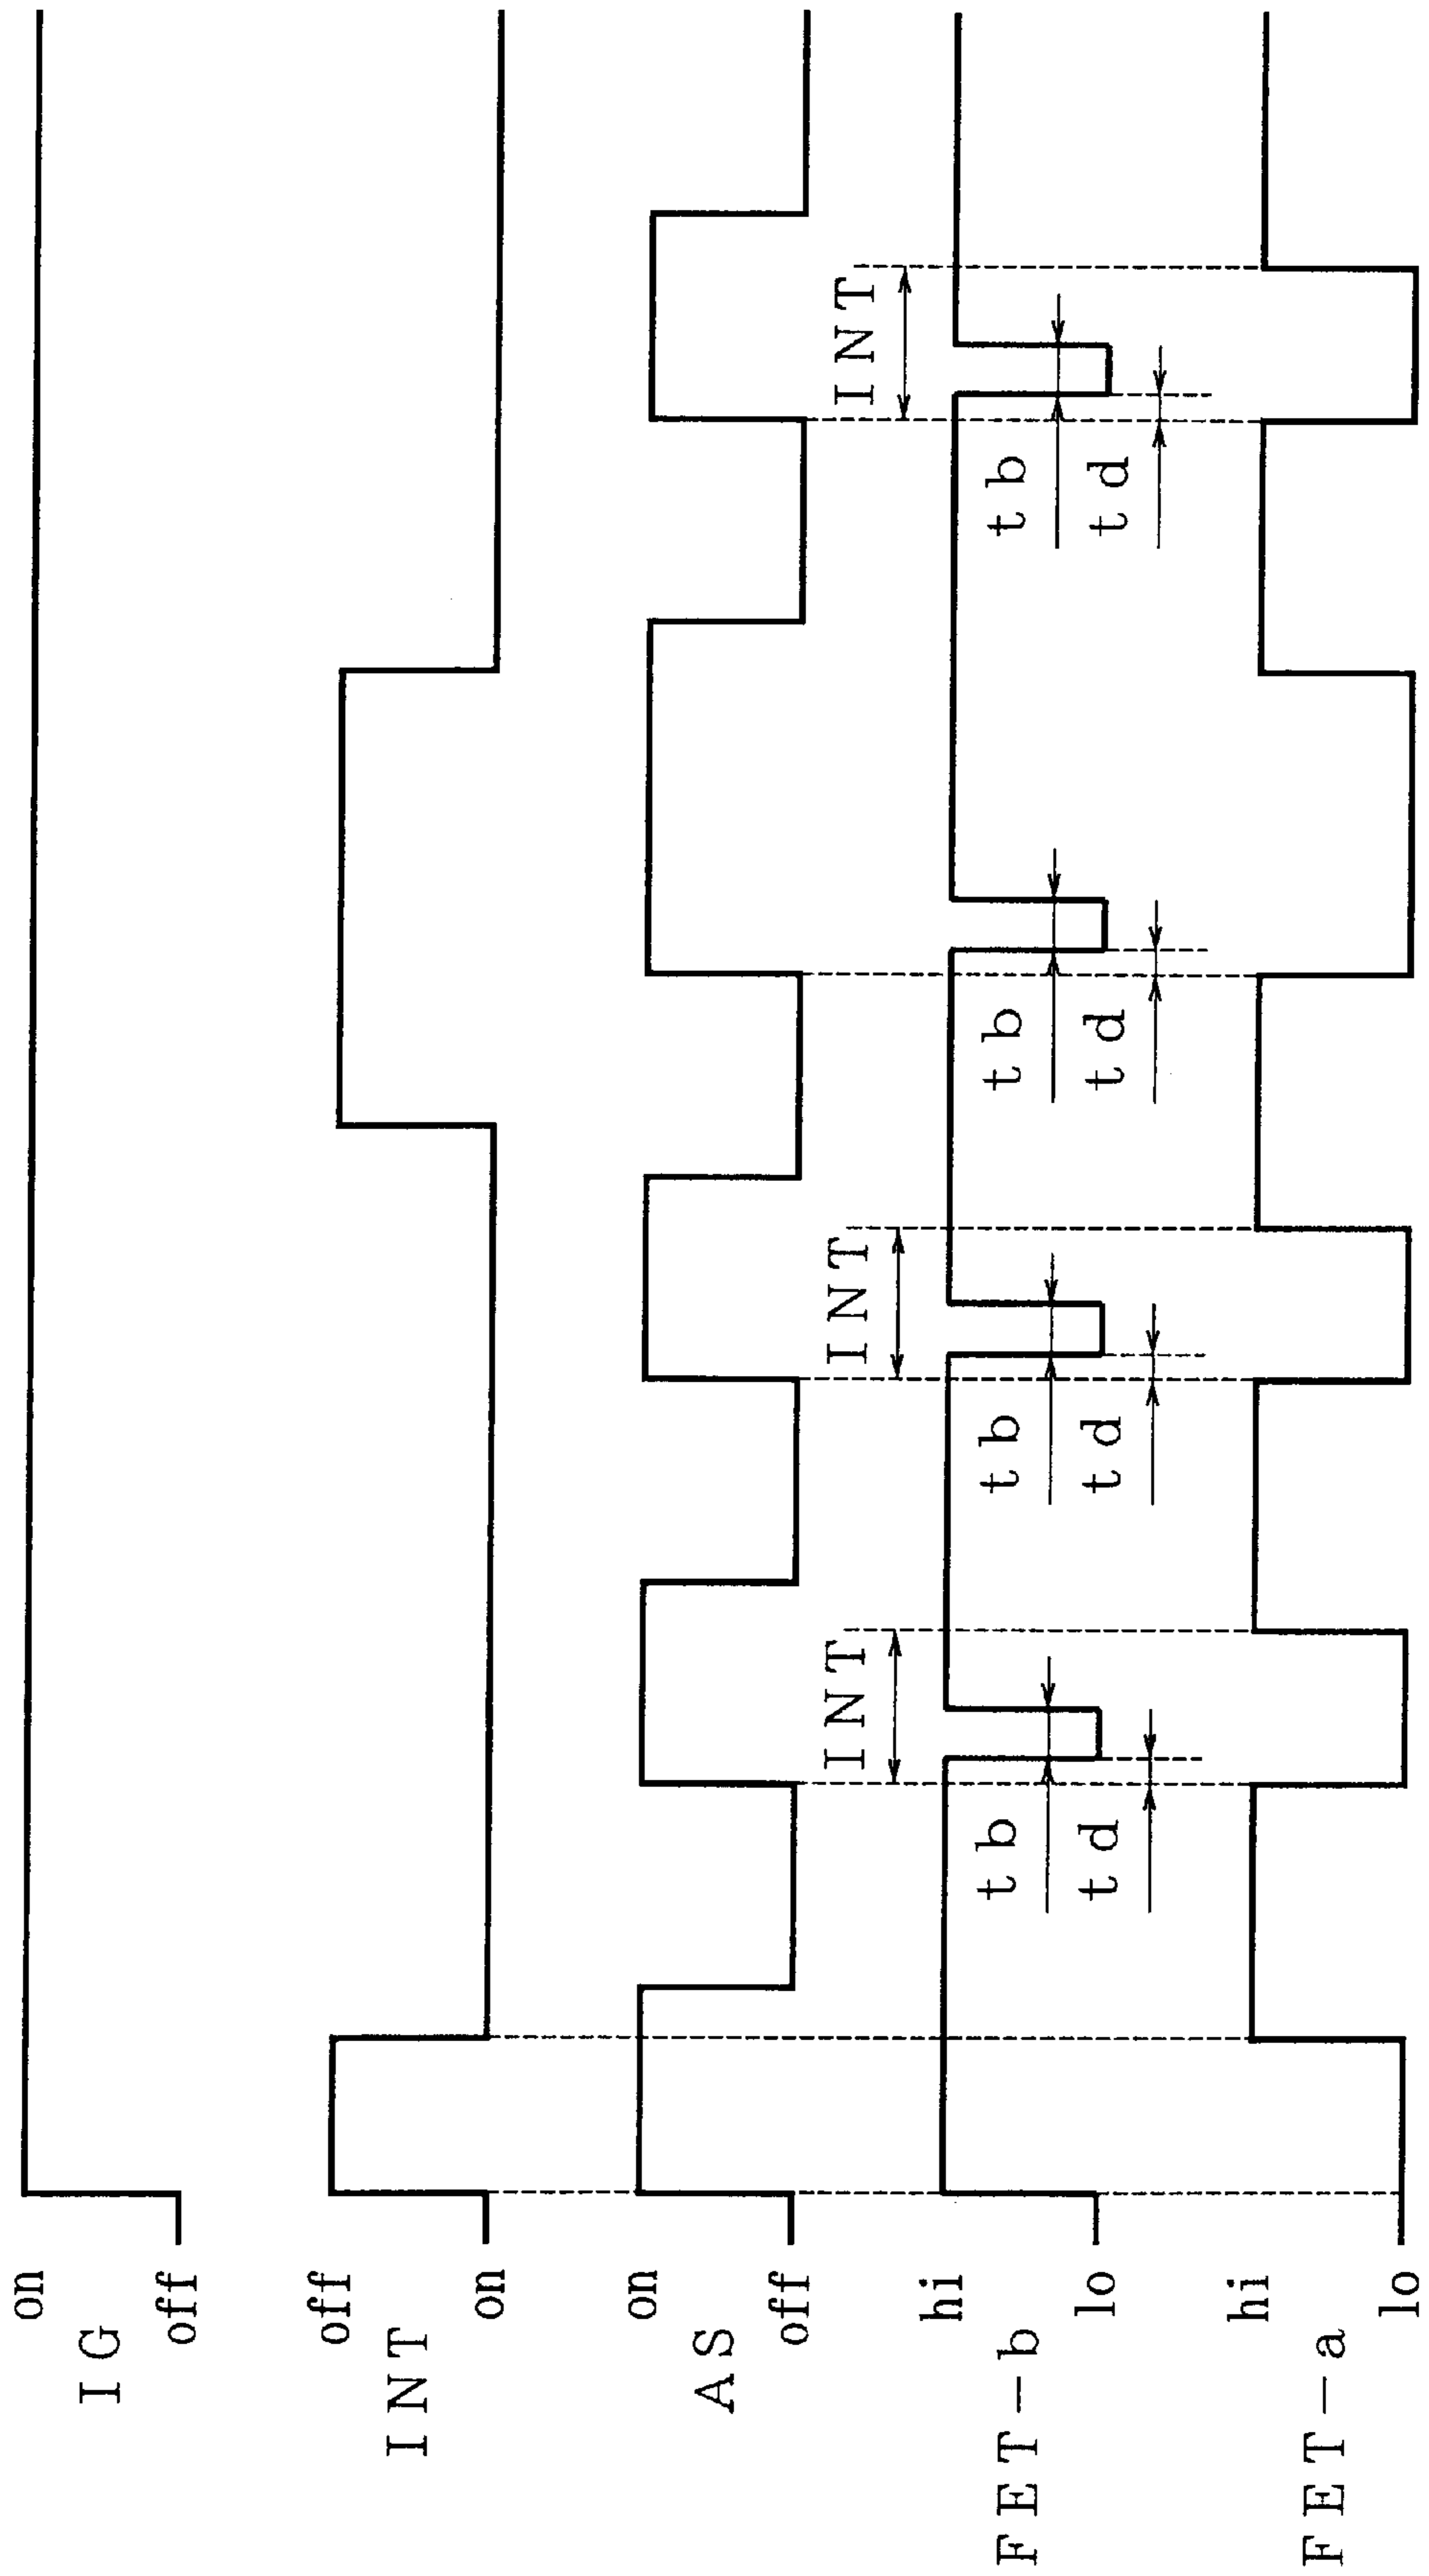 on
IG
off
off
INT
on
on
AS
off
INT
INT
INT
hi
FET-b
lo
tb
tb
tb
tb
td
td
td
td
hi
FET-a
lo